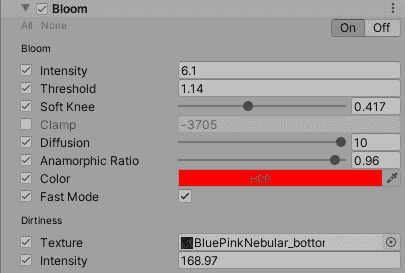 Bloom
All None On Off
Bloom
Intensity 6.1
Threshold 1.14
Soft Knee 0.417
Clamp -3705
Diffusion 10
Anamorphic Ratio 0.96
Color HDR
Fast Mode
Dirtiness
Texture BluePinkNebular_bottor
Intensity 168.97